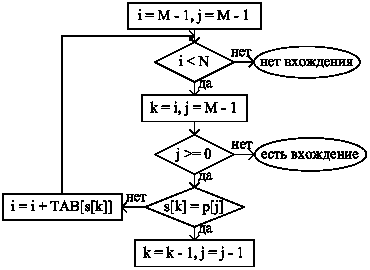 i = M - 1, j = M - 1
i < N
нет
нет вхождения
да
k = i, j = M - 1
j >= 0
нет
есть вхождение
да
i = i + TAB[s[k]]
нет
s[k] = p[j]
да
k = k - 1, j = j - 1